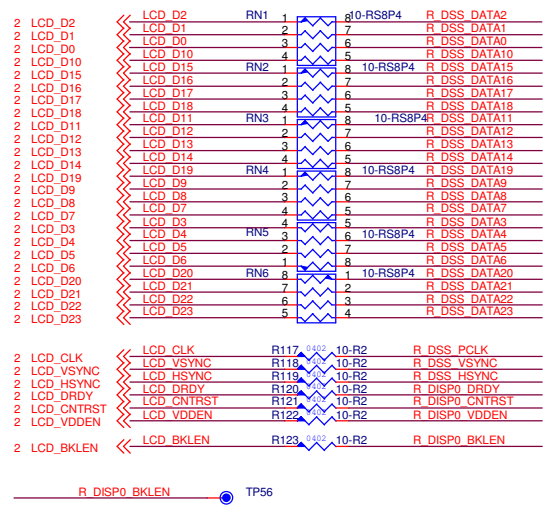 2 LCD_D2 LCD_D2 RN1 1 8 10-RS8P4 R_DSS_DATA2
2 LCD_D1 LCD_D1 2 7 R_DSS_DATA1
2 LCD_D0 LCD_D0 3 6 R_DSS_DATA0
2 LCD_D10 LCD_D10 4 5 R_DSS_DATA10
2 LCD_D15 LCD_D15 RN2 1 8 10-RS8P4 R_DSS_DATA15
2 LCD_D16 LCD_D16 2 7 R_DSS_DATA16
2 LCD_D17 LCD_D17 3 6 R_DSS_DATA17
2 LCD_D18 LCD_D18 4 5 R_DSS_DATA18
2 LCD_D11 LCD_D11 RN3 1 8 10-RS8P4 R_DSS_DATA11
2 LCD_D12 LCD_D12 2 7 R_DSS_DATA12
2 LCD_D13 LCD_D13 3 6 R_DSS_DATA13
2 LCD_D14 LCD_D14 4 5 R_DSS_DATA14
2 LCD_D19 LCD_D19 RN4 1 8 10-RS8P4 R_DSS_DATA19
2 LCD_D9 LCD_D9 2 7 R_DSS_DATA9
2 LCD_D8 LCD_D8 3 6 R_DSS_DATA8
2 LCD_D7 LCD_D7 4 5 R_DSS_DATA7
2 LCD_D3 LCD_D3 4 5 R_DSS_DATA3
2 LCD_D4 LCD_D4 RN5 3 6 10-RS8P4 R_DSS_DATA4
2 LCD_D5 LCD_D5 2 7 R_DSS_DATA5
2 LCD_D6 LCD_D6 1 8 R_DSS_DATA6
2 LCD_D20 LCD_D20 RN6 8 1 10-RS8P4 R_DSS_DATA20
2 LCD_D21 LCD_D21 7 2 R_DSS_DATA21
2 LCD_D22 LCD_D22 6 3 R_DSS_DATA22
2 LCD_D23 LCD_D23 5 4 R_DSS_DATA23
2 LCD_CLK LCD_CLK R117 0402 10-R2 R_DSS_PCLK
2 LCD_VSYNC LCD_VSYNC R118 0402 10-R2 R_DSS_VSYNC
2 LCD_HSYNC LCD_HSYNC R119 0402 10-R2 R_DSS_HSYNC
2 LCD_DRDY LCD_DRDY R120 0402 10-R2 R_DISP0_DRDY
2 LCD_CNTRST LCD_CNTRST R121 0402 10-R2 R_DISP0_CNTRST
2 LCD_VDDEN LCD_VDDEN R122 0402 10-R2 R_DISP0_VDDEN
2 LCD_BKLEN LCD_BKLEN R123 0402 10-R2 R_DISP0_BKLEN
R_DISP0_BKLEN TP56